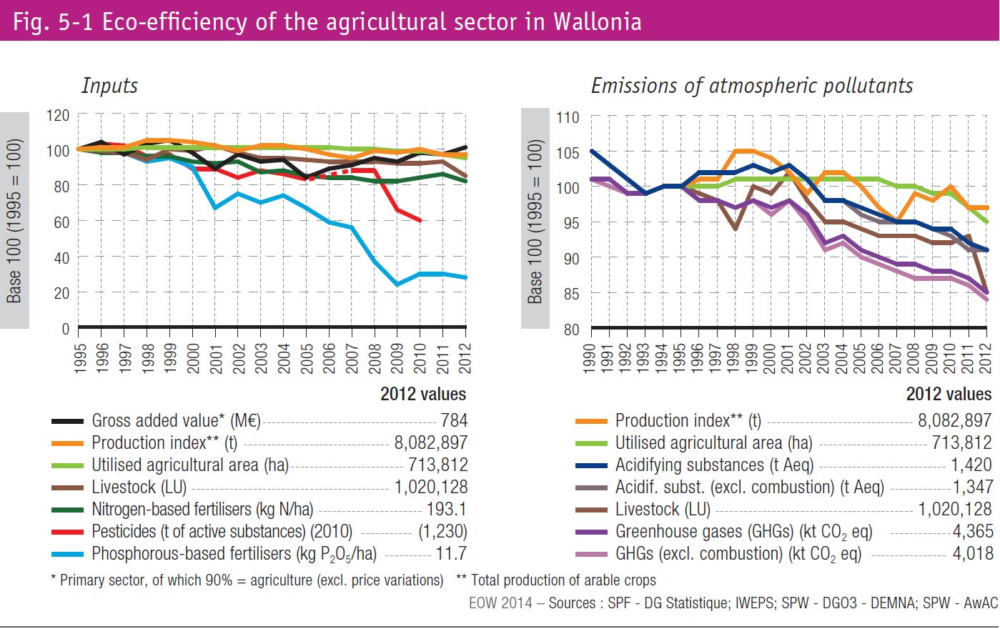 Fig. 5-1 Eco-efficiency of the agricultural sector in Wallonia
Inputs
Base 100 (1995 = 100)
120
100
80
60
40
20
0
1995 1996 1997 1998 1999 2000 2001 2002 2003 2004 2005 2006 2007 2008 2009 2010 2011 2012
2012 values
Gross added value* (M€) 784
Production index** (t) 8,082,897
Utilised agricultural area (ha) 713,812
Livestock (LU) 1,020,128
Nitrogen-based fertilisers (kg N/ha) 193.1
Pesticides (t of active substances) (2010) (1,230)
Phosphorous-based fertilisers (kg P₂O₅/ha) 11.7
Emissions of atmospheric pollutants
Base 100 (1995 = 100)
110
105
100
95
90
85
80
1990 1991 1992 1993 1994 1995 1996 1997 1998 1999 2000 2001 2002 2003 2004 2005 2006 2007 2008 2009 2010 2011 2012
2012 values
Production index** (t) 8,082,897
Utilised agricultural area (ha) 713,812
Acidifying substances (t Aeq) 1,420
Acidif. subst. (excl. combustion) (t Aeq) 1,347
Livestock (LU) 1,020,128
Greenhouse gases (GHGs) (kt CO₂ eq) 4,365
GHGs (excl. combustion) (kt CO₂ eq) 4,018
* Primary sector, of which 90% = agriculture (excl. price variations) ** Total production of arable crops
EOW 2014 – Sources : SPF - DG Statistique; IWEPS; SPW - DGO3 - DEMNA; SPW - AwAC